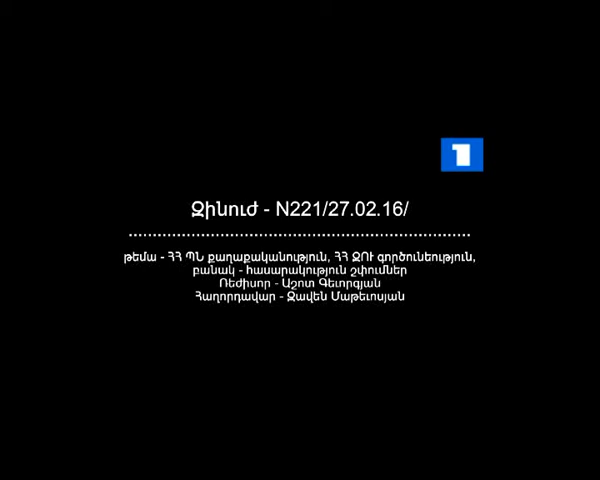 1
Զինուժ - N221/27.02.16/
թեմա - ՀՀ ՊՆ քաղաքականություն, ՀՀ ԶՈՒ գործունեություն,
բանակ - հասարակություն շփումներ
Ռեժիսոր - Աշոտ Գեւորգյան
Հաղորդավար - Զավեն Մաթեւոսյան